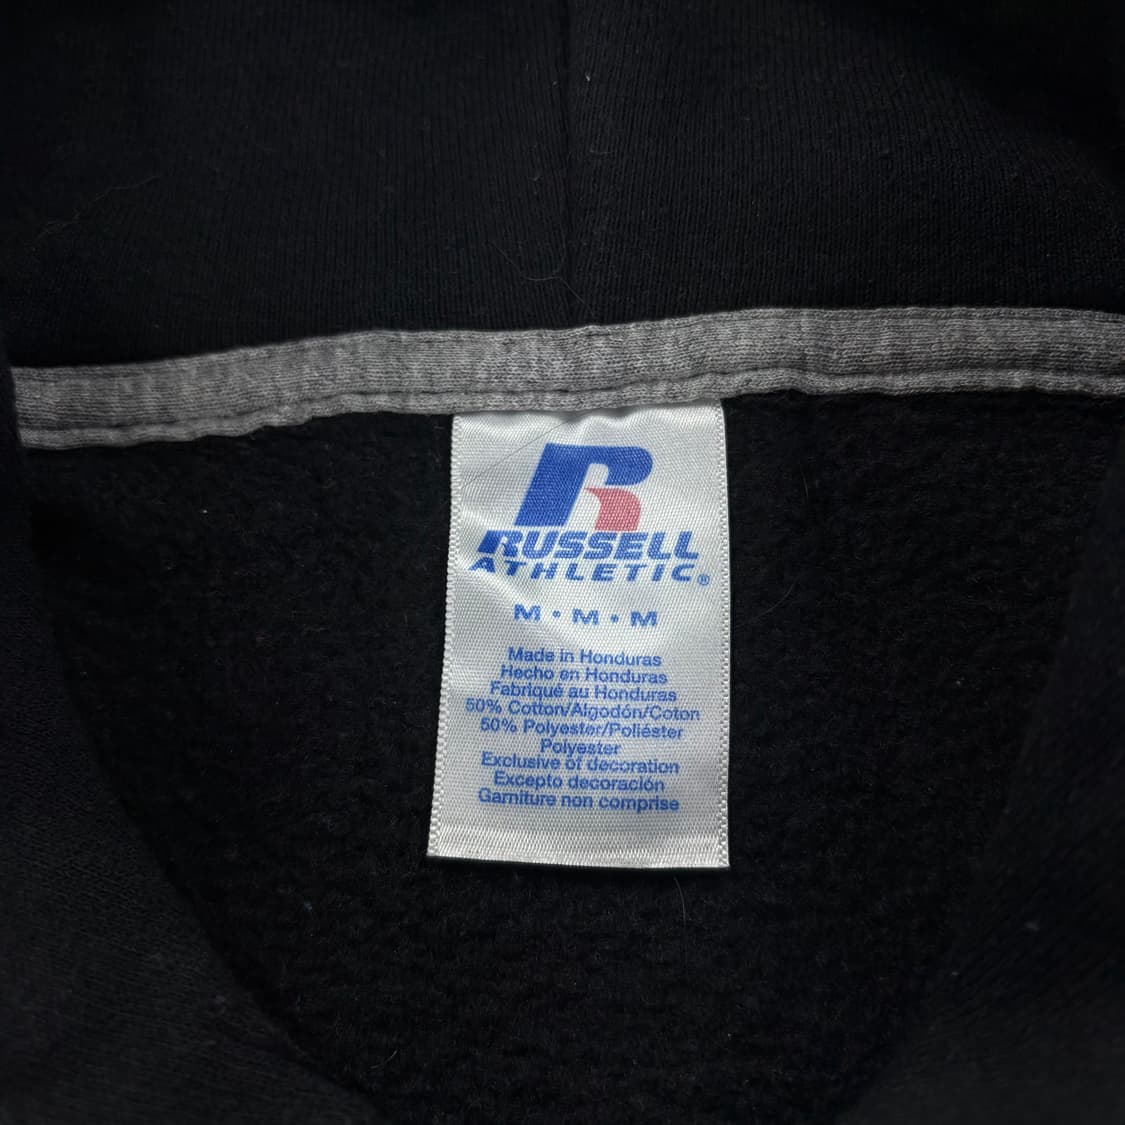 R
RUSSELL
ATHLETIC®
M • M • M
Made in Honduras
Hecho en Honduras
Fabriqué au Honduras
50% Cotton/Algodón/Coton
50% Polyester/Poliéster
Polyester
Exclusive of decoration
Excepto decoración
Garniture non comprise